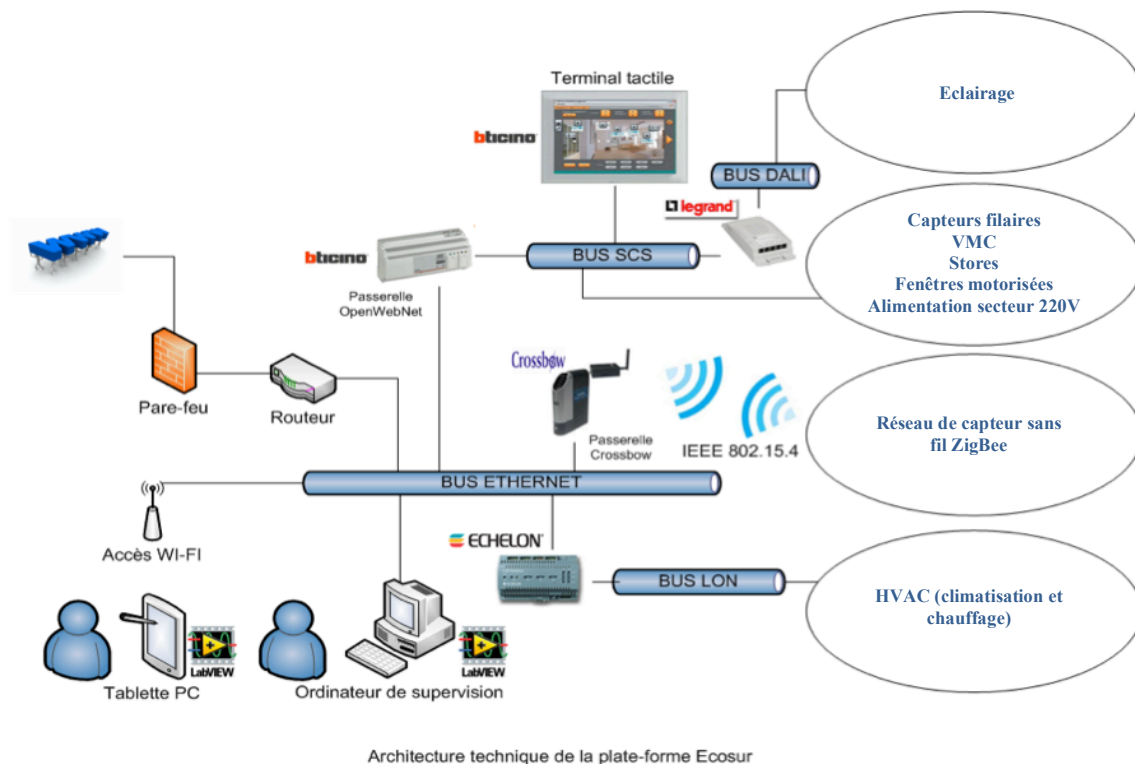 Terminal tactile
bticino
Eclairage
BUS DALI
legrand
Capteurs filaires
VMC
Stores
Fenêtres motorisées
Alimentation secteur 220V
BUS SCS
bticino
Passerelle
OpenWebNet
Crossbow
Pare-feu
Routeur
Passerelle
Crossbow
IEEE 802.15.4
Réseau de capteur sans
fil ZigBee
BUS ETHERNET
Accès WI-FI
ECHELON
BUS LON
HVAC (climatisation et
chauffage)
LabVIEW
Tablette PC
LabVIEW
Ordinateur de supervision
Architecture technique de la plate-forme Ecosur